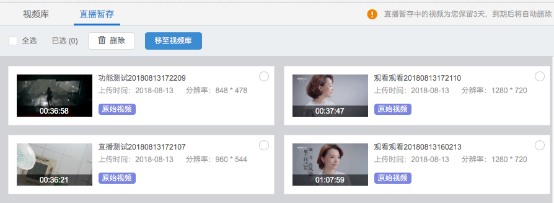 视频库 直播暂存 直播暂存中的视频为您保留3天，到期后将自动删除
全选 已选 (0) 删除 移至视频库
功能测试20180813172209
上传时间：2018-08-13 分辨率：848 * 478
00:36:58
原始视频
观看观看20180813172110
上传时间：2018-08-13 分辨率：1280 * 720
00:37:47
原始视频
直播测试20180813172107
上传时间：2018-08-13 分辨率：960 * 544
00:36:21
原始视频
观看观看20180813160213
上传时间：2018-08-13 分辨率：1280 * 720
01:07:59
原始视频